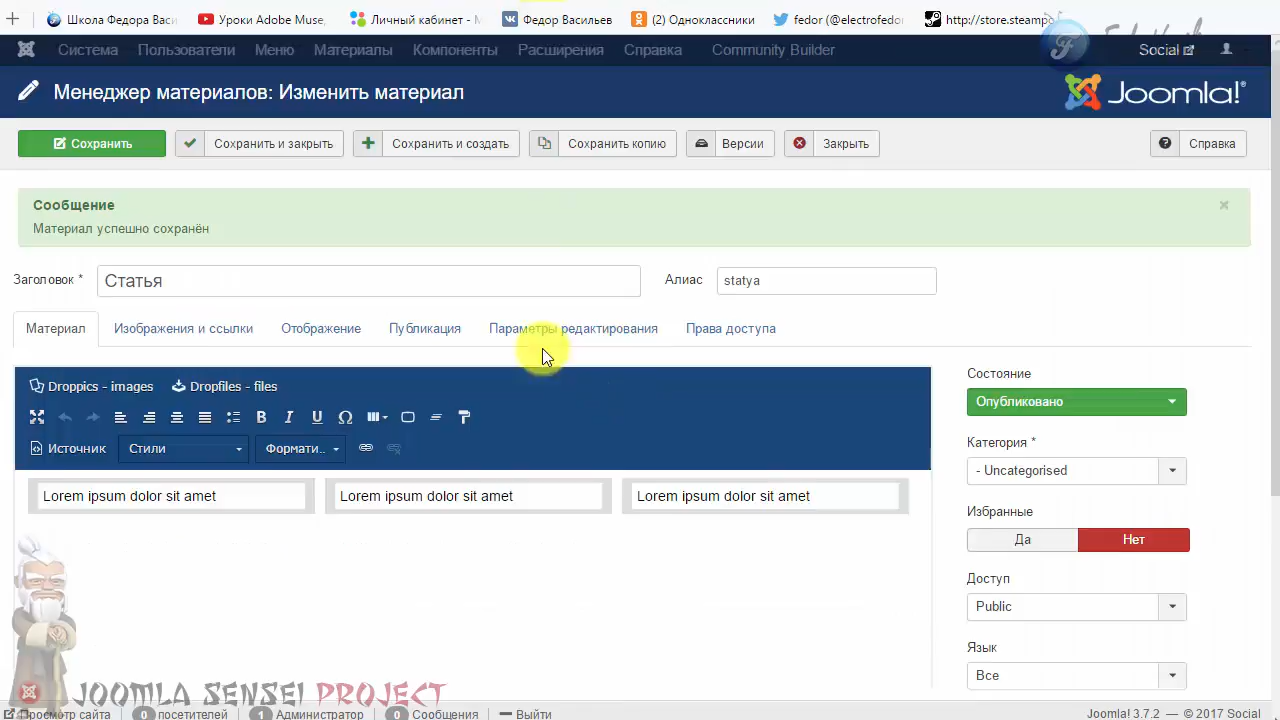 Школа Федора Васи
Уроки Adobe Muse,
Личный кабинет - М
Федор Васильев
(2) Одноклассники
fedor (@electrofedor
http://store.steampo
Система Пользователи Меню Материалы Компоненты Расширения Справка Community Builder
Social
Менеджер материалов: Изменить материал
Joomla!®
Сохранить Сохранить и закрыть Сохранить и создать Сохранить копию Версии Закрыть Справка
Сообщение
Материал успешно сохранён
Заголовок * Статья Алиас statya
Материал Изображения и ссылки Отображение Публикация Параметры редактирования Права доступа
Droppics - images Dropfiles - files
Источник Стили Формати..
Lorem ipsum dolor sit amet Lorem ipsum dolor sit amet Lorem ipsum dolor sit amet
Состояние
Опубликовано
Категория *
- Uncategorised
Избранные
Да Нет
Доступ
Public
Язык
Все
JOOMLA SENSEI PROJECT
Просмотр сайта 0 посетителей 1 Администратор 0 Сообщения Выйти
Joomla! 3.7.2 — © 2017 Social